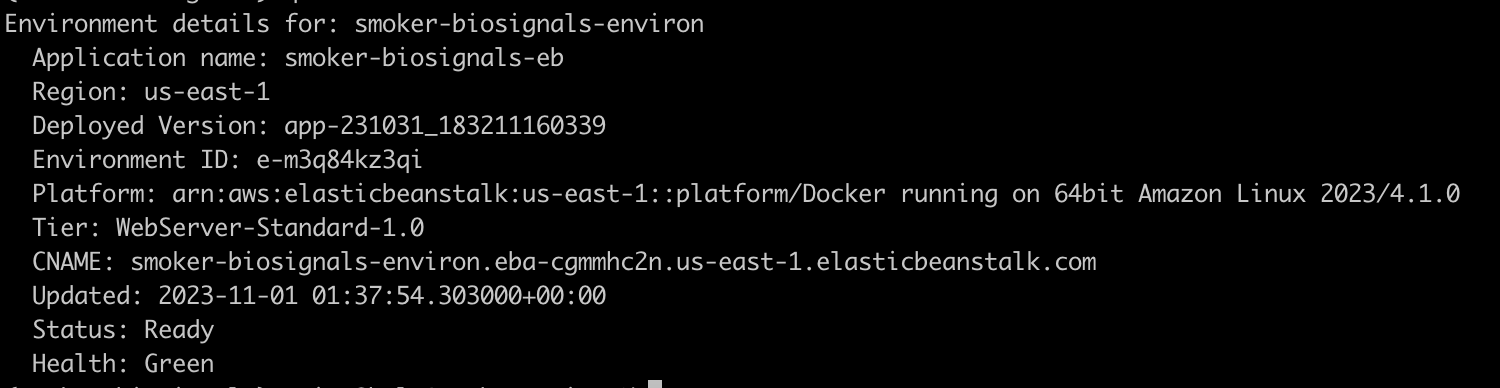 Environment details for: smoker-biosignals-environ
Application name: smoker-biosignals-eb
Region: us-east-1
Deployed Version: app-231031_183211160339
Environment ID: e-m3q84kz3qi
Platform: arn:aws:elasticbeanstalk:us-east-1::platform/Docker running on 64bit Amazon Linux 2023/4.1.0
Tier: WebServer-Standard-1.0
CNAME: smoker-biosignals-environ.eba-cgmmhc2n.us-east-1.elasticbeanstalk.com
Updated: 2023-11-01 01:37:54.303000+00:00
Status: Ready
Health: Green